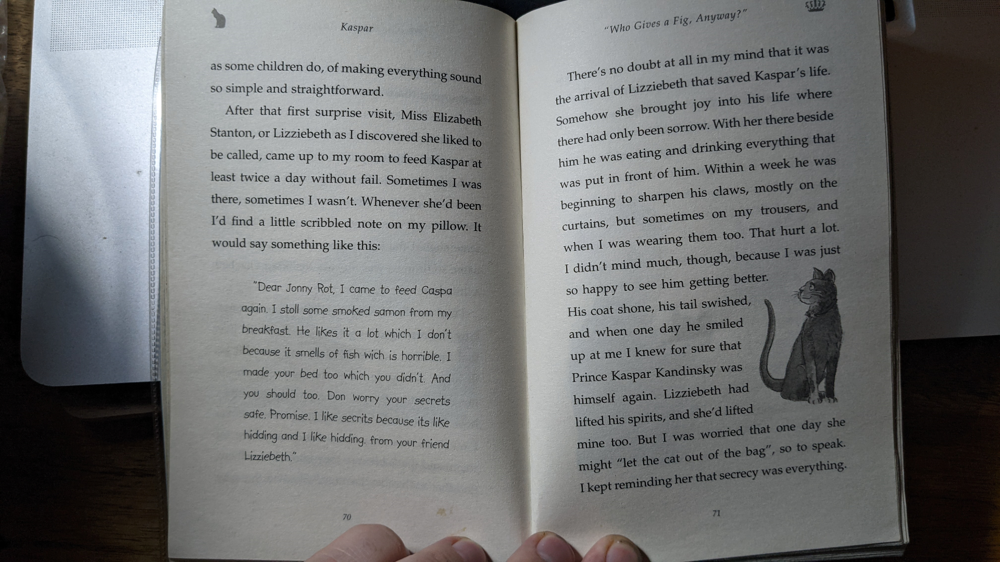 Kaspar
as some children do, of making everything sound
so simple and straightforward.
After that first surprise visit, Miss Elizabeth
Stanton, or Lizziebeth as I discovered she liked to
be called, came up to my room to feed Kaspar at
least twice a day without fail. Sometimes I was
there, sometimes I wasn't. Whenever she'd been
I'd find a little scribbled note on my pillow. It
would say something like this:
"Dear Jonny Rot, I came to feed Caspa
again. I stoll some smoked samon from my
breakfast. He likes it a lot which I don't
because it smells of fish wich is horrible. I
made your bed too which you didn't. And
you should too. Don worry your secrets
safe. Promise. I like secrits because its like
hidding and I like hidding. from your friend
Lizziebeth."
70
"Who Gives a Fig, Anyway?"
There's no doubt at all in my mind that it was
the arrival of Lizziebeth that saved Kaspar's life.
Somehow she brought joy into his life where
there had only been sorrow. With her there beside
him he was eating and drinking everything that
was put in front of him. Within a week he was
beginning to sharpen his claws, mostly on the
curtains, but sometimes on my trousers, and
when I was wearing them too. That hurt a lot.
I didn't mind much, though, because I was just
so happy to see him getting better.
His coat shone, his tail swished,
and when one day he smiled
up at me I knew for sure that
Prince Kaspar Kandinsky was
himself again. Lizziebeth had
lifted his spirits, and she'd lifted
mine too. But I was worried that one day she
might "let the cat out of the bag", so to speak.
I kept reminding her that secrecy was everything.
71